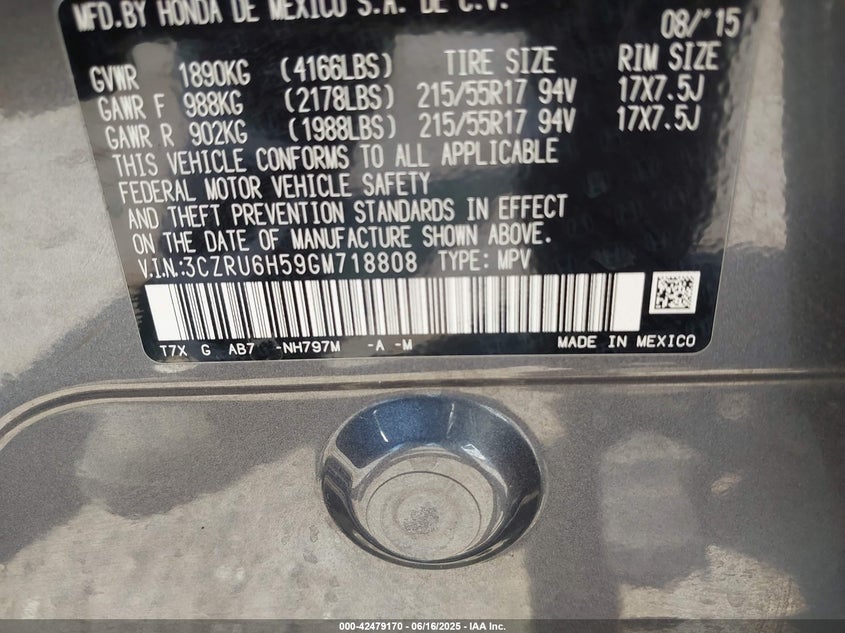 MFD.BY HONDA DE MEXICO S.A. DE C.V.
08/'15
GVWR 1890KG (4166LBS) TIRE SIZE RIM SIZE
GAWR F 988KG (2178LBS) 215/55R17 94V 17X7.5J
GAWR R 902KG (1988LBS) 215/55R17 94V 17X7.5J
THIS VEHICLE CONFORMS TO ALL APPLICABLE
FEDERAL MOTOR VEHICLE SAFETY
AND THEFT PREVENTION STANDARDS IN EFFECT
ON THE DATE OF MANUFACTURE SHOWN ABOVE.
V.I.N.:3CZRU6H59GM718808 TYPE: MPV
T7X G AB7 -NH797M -A -M MADE IN MEXICO
000-42479170 - 06/16/2025 - IAA Inc.